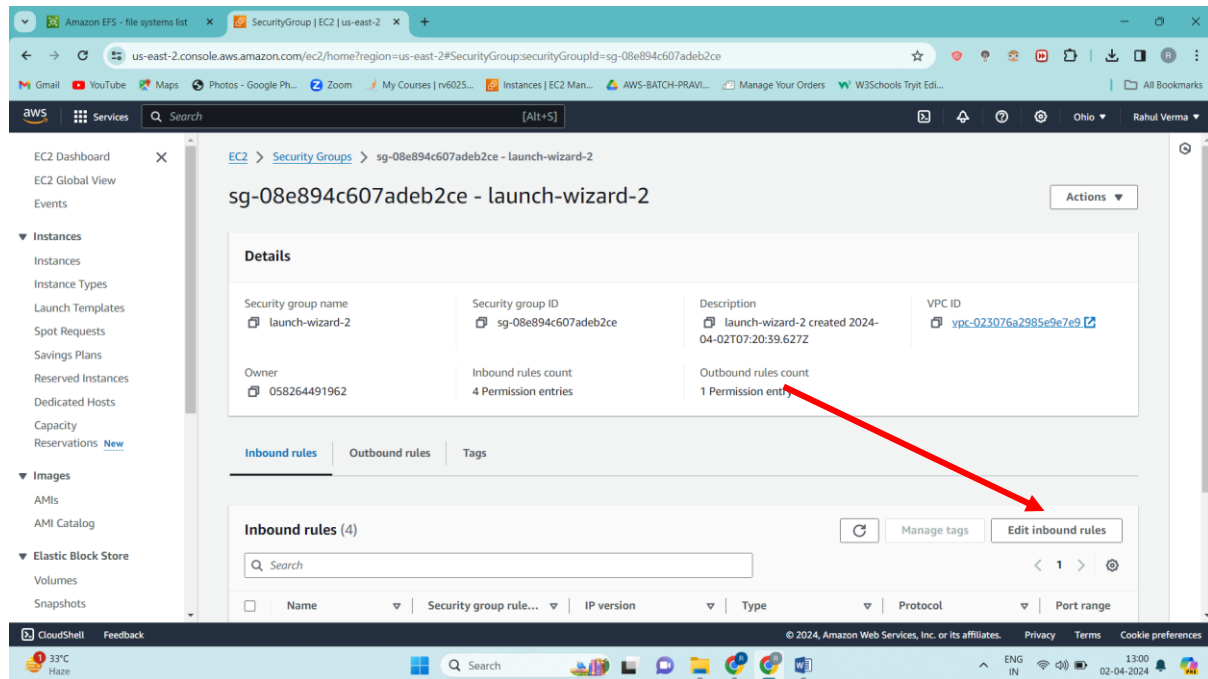 Amazon EFS - file systems list
SecurityGroup | EC2 | us-east-2
us-east-2.console.aws.amazon.com/ec2/home?region=us-east-2#SecurityGroup:securityGroupId=sg-08e894c607adeb2ce
Gmail YouTube Maps Photos - Google Ph... Zoom My Courses | nv6025... Instances | EC2 Man... AWS-BATCH-PRAVI... Manage Your Orders W3Schools Tryit Edi... All Bookmarks
aws Services Search [Alt+S] Ohio Rahul Verma
EC2 Dashboard
EC2 Global View
Events
Instances
Instances
Instance Types
Launch Templates
Spot Requests
Savings Plans
Reserved Instances
Dedicated Hosts
Capacity
Reservations New
Images
AMIs
AMI Catalog
Elastic Block Store
Volumes
Snapshots
EC2 > Security Groups > sg-08e894c607adeb2ce - launch-wizard-2
sg-08e894c607adeb2ce - launch-wizard-2
Actions
Details
Security group name
launch-wizard-2
Security group ID
sg-08e894c607adeb2ce
Description
launch-wizard-2 created 2024-
04-02T07:20:39.627Z
VPC ID
vpc-023076a2985e9e7e9
Owner
058264491962
Inbound rules count
4 Permission entries
Outbound rules count
1 Permission entry
Inbound rules Outbound rules Tags
Inbound rules (4)
Manage tags Edit inbound rules
Search
1
Name Security group rule... IP version Type Protocol Port range
CloudShell Feedback © 2024, Amazon Web Services, Inc. or its affiliates. Privacy Terms Cookie preferences
1 33°C
Haze
Search
ENG
IN
13:00
02-04-2024